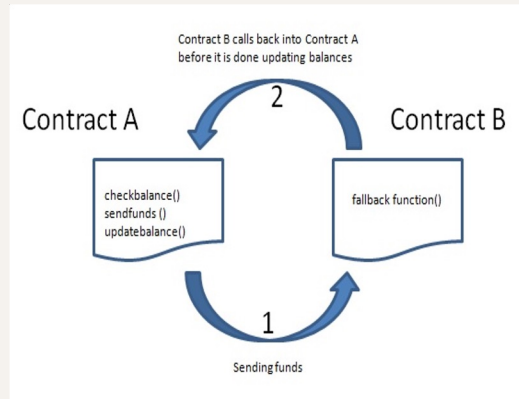 Contract B calls back into Contract A
before it is done updating balances
2
Contract A
Contract B
checkbalance()
sendfunds ()
updatebalance()
fallback function()
1
Sending funds